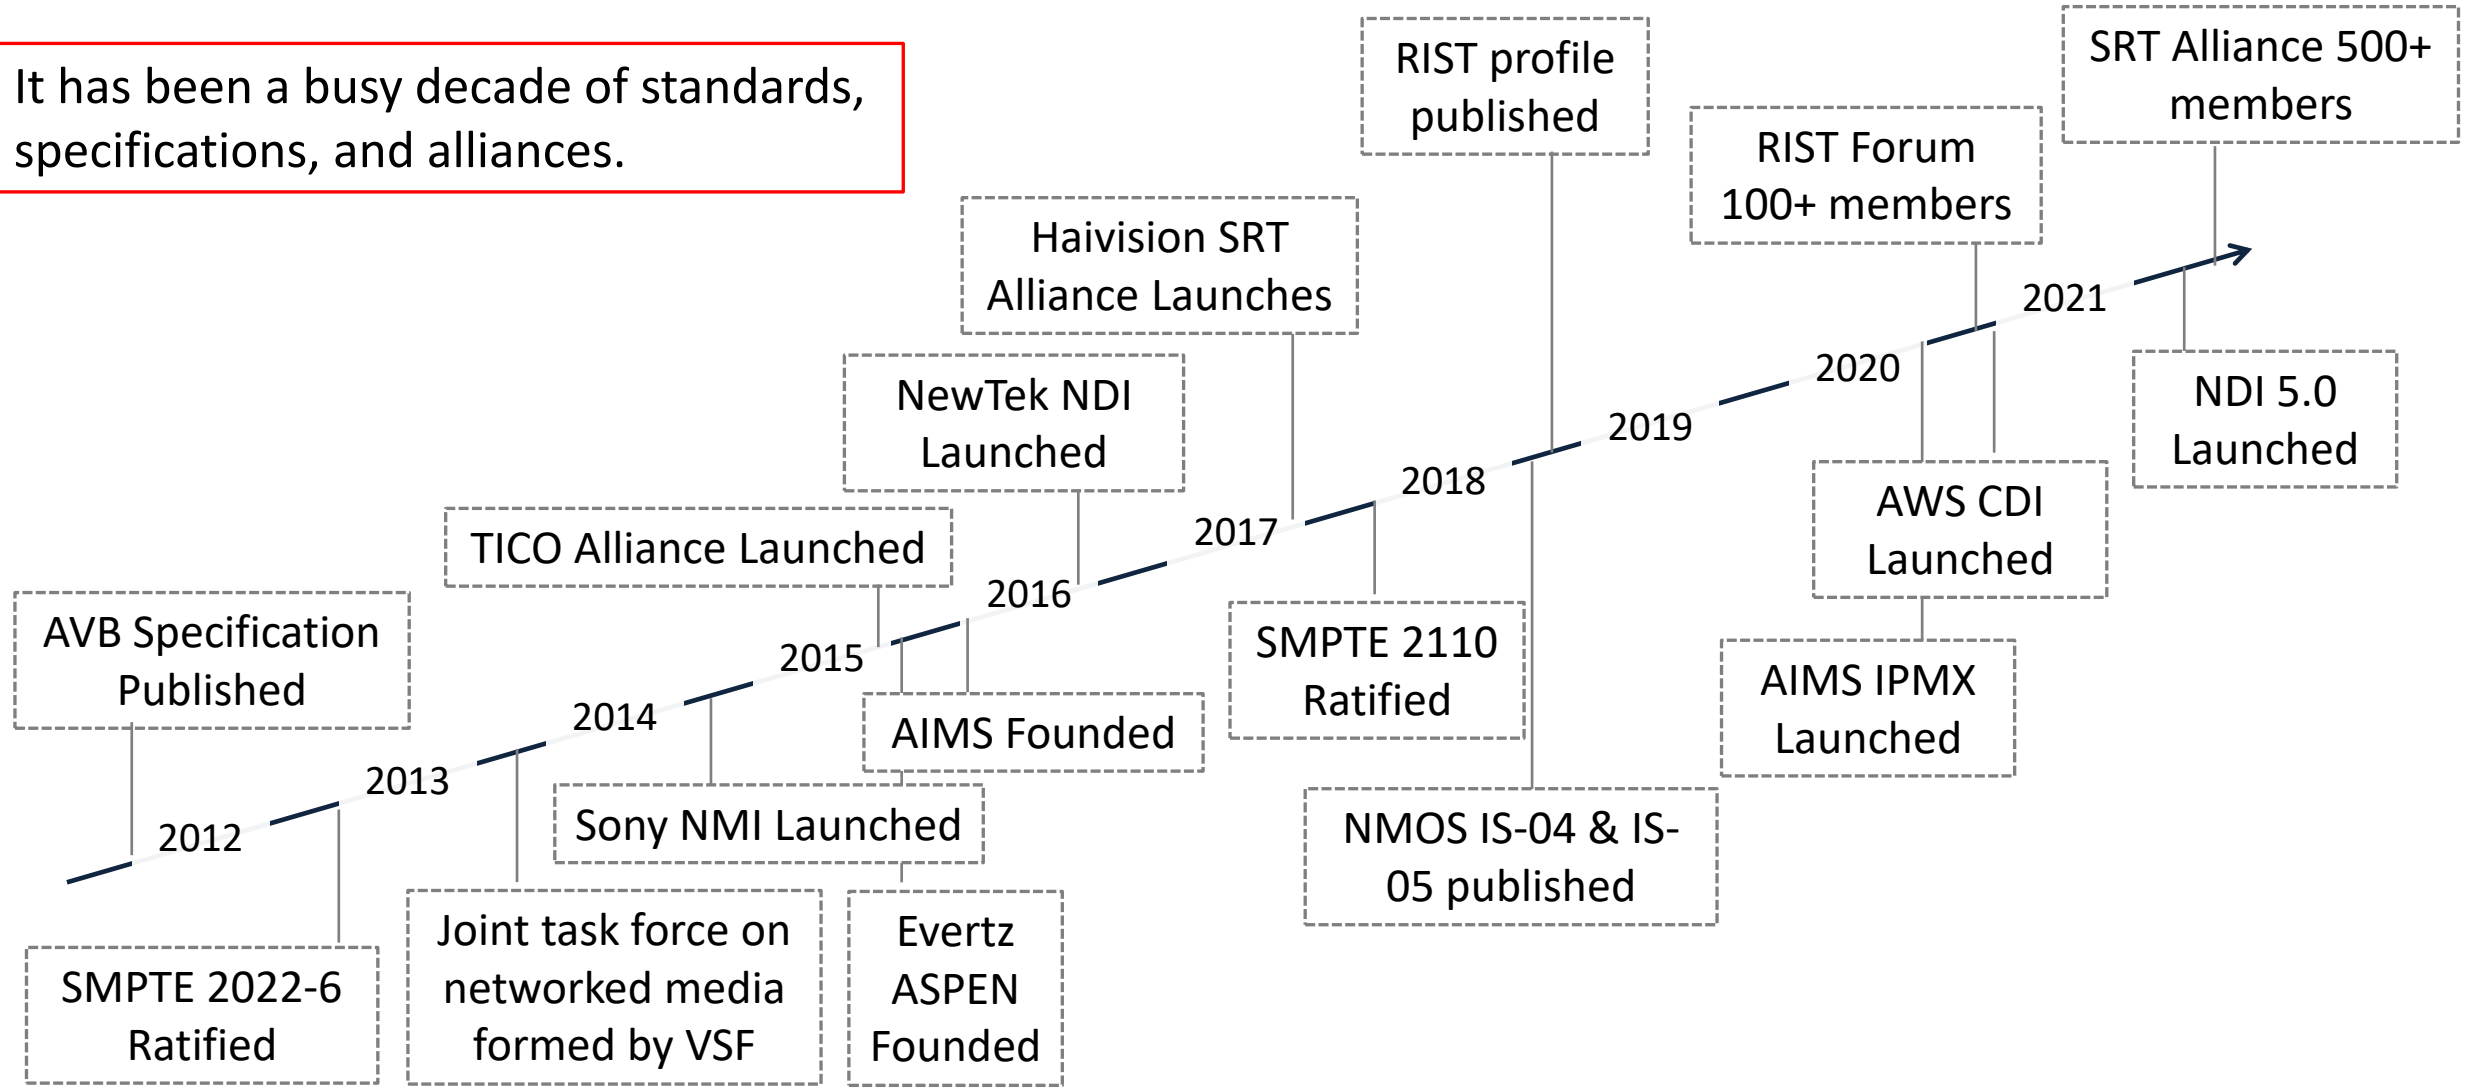 It has been a busy decade of standards,
specifications, and alliances.
RIST profile
published
SRT Alliance 500+
members
RIST Forum
100+ members
Haivision SRT
Alliance Launches
NewTek NDI
Launched
TICO Alliance Launched
AVB Specification
Published
2012
2013
2014
2015
2016
2017
2018
2019
2020
2021
NDI 5.0
Launched
AWS CDI
Launched
AIMS IPMX
Launched
SMPTE 2110
Ratified
NMOS IS-04 & IS-
05 published
AIMS Founded
Sony NMI Launched
Evertz
ASPEN
Founded
Joint task force on
networked media
formed by VSF
SMPTE 2022-6
Ratified